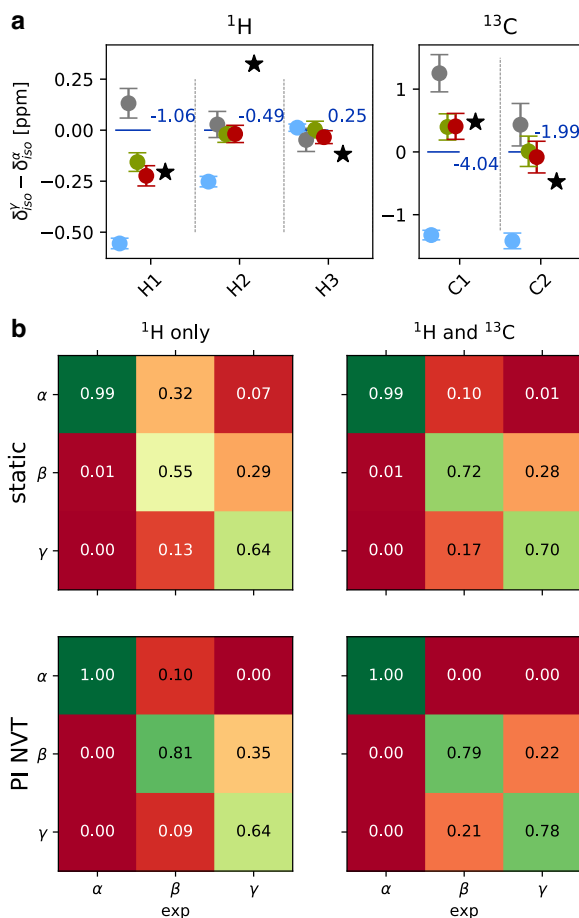 a
¹H
¹³C
δᵞiso − δᵅiso [ppm]
0.25
0.00
-0.25
-0.50
-1.06
-0.49
0.25
H1
H2
H3
1
0
-1
-4.04
-1.99
C1
C2
b
¹H only
¹H and ¹³C
static
α
0.99 0.32 0.07
β
0.01 0.55 0.29
γ
0.00 0.13 0.64
α
0.99 0.10 0.01
β
0.01 0.72 0.28
γ
0.00 0.17 0.70
PI NVT
α
1.00 0.10 0.00
β
0.00 0.81 0.35
γ
0.00 0.09 0.64
α β γ
exp
α
1.00 0.00 0.00
β
0.00 0.79 0.22
γ
0.00 0.21 0.78
α β γ
exp